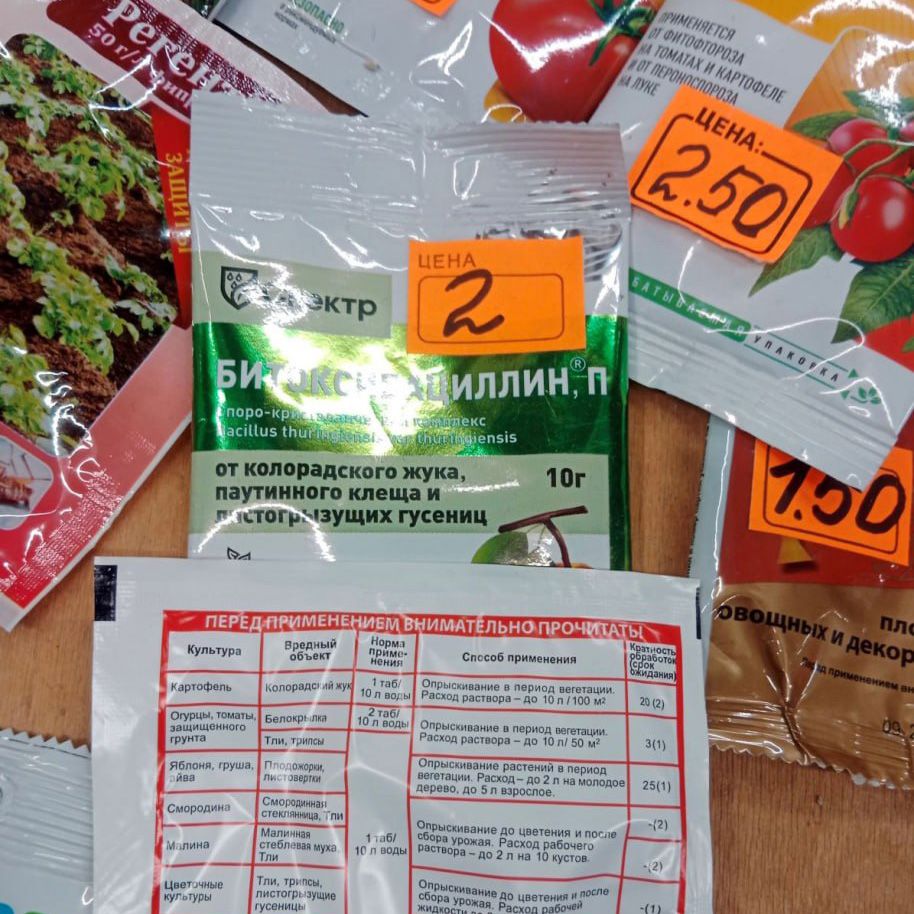 Регент
50 г/
ЗАЩИТЫ
БЕЗОПАСНО
ПРИМЕНЯЕТСЯ
ОТ ФИТОФТОРОЗА
НА ТОМАТАХ И КАРТОФЕЛЕ
И ОТ ПЕРОНОСПОРОЗА
НА ЛУКЕ
ЦЕНА:
2.50
УПАКОВКА
ЦЕНА
2
БИТОКСИБАЦИЛЛИН®, П
комплекс
Bacillus thuringiensis var. thuringiensis
от колорадского жука,
паутинного клеща и
листогрызущих гусениц
10г
1.50
овощных и декор
09.
ПЕРЕД ПРИМЕНЕНИЕМ ВНИМАТЕЛЬНО ПРОЧИТАТЬ!
Культура
Вредный
объект
Норма
приме-
нения
Способ применения
Кратность
обработок
(срок
ожидания)
Картофель
Колорадский жук
1 таб/
10 л воды
Опрыскивание в период вегетации.
Расход раствора – до 10 л / 100 м²
20 (2)
Огурцы, томаты,
защищенного
грунта
Белокрылка
2 таб/
10 л воды
Тли, трипсы
Опрыскивание в период вегетации.
Расход раствора – до 10 л/ 50 м²
3(1)
Яблоня, груша,
айва
Плодожорки,
листовертки
Опрыскивание растений в период
вегетации. Расход – до 2 л на молодое
дерево, до 5 л взрослое.
25(1)
Смородина
Смородинная
стеклянница, Тли
-(2)
Малина
Малинная
стеблевая муха,
Тли
1 таб/
10 л воды
Опрыскивание до цветения и после
сбора урожая. Расход рабочего
раствора – до 2 л на 10 кустов.
-(2)
Цветочные
культуры
Тли, трипсы,
листогрызущие
гусеницы
Опрыскивание до цветения и после
сбора урожая. Расход рабочей
жидкости
-(1)